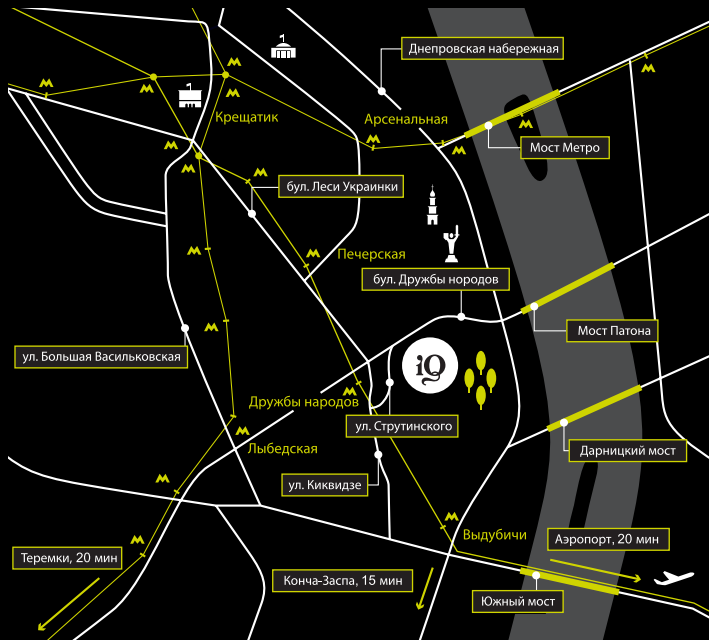 Днепровская набережная
Крещатик
Арсенальная
Мост Метро
бул. Леси Украинки
Печерская
бул. Дружбы нородов
Мост Патона
ул. Большая Васильковская
iQ
Дружбы народов
ул. Струтинского
Лыбедская
Дарницкий мост
ул. Киквидзе
Выдубичи
Аэропорт, 20 мин
Теремки, 20 мин
Конча-Заспа, 15 мин
Южный мост